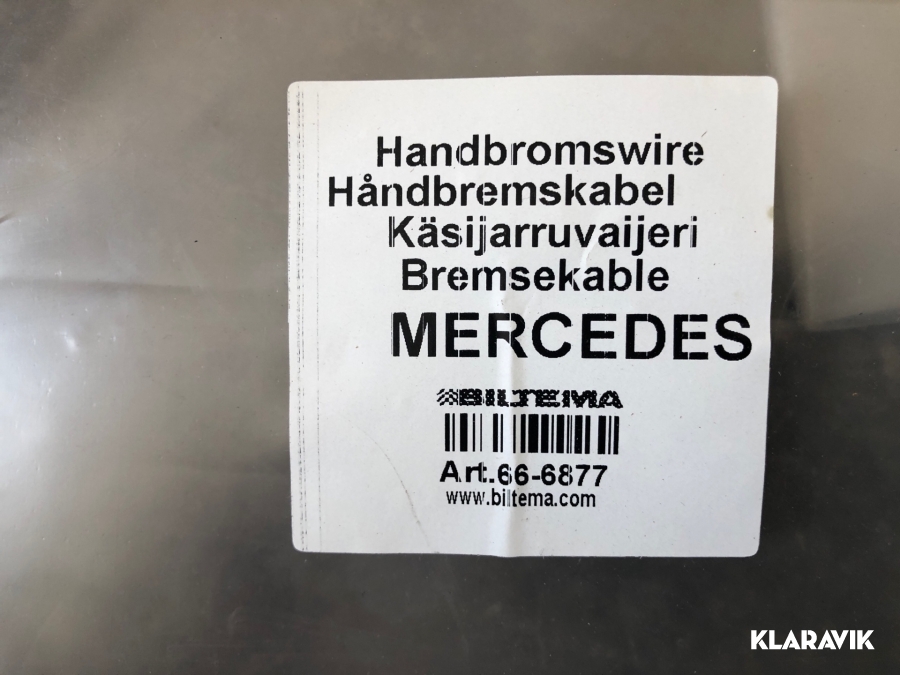 Handbromswire
Håndbremskabel
Käsijarruvaijeri
Bremsekable
MERCEDES
BILTEMA
Art.66-6877
www.biltema.com
KLARAVIK